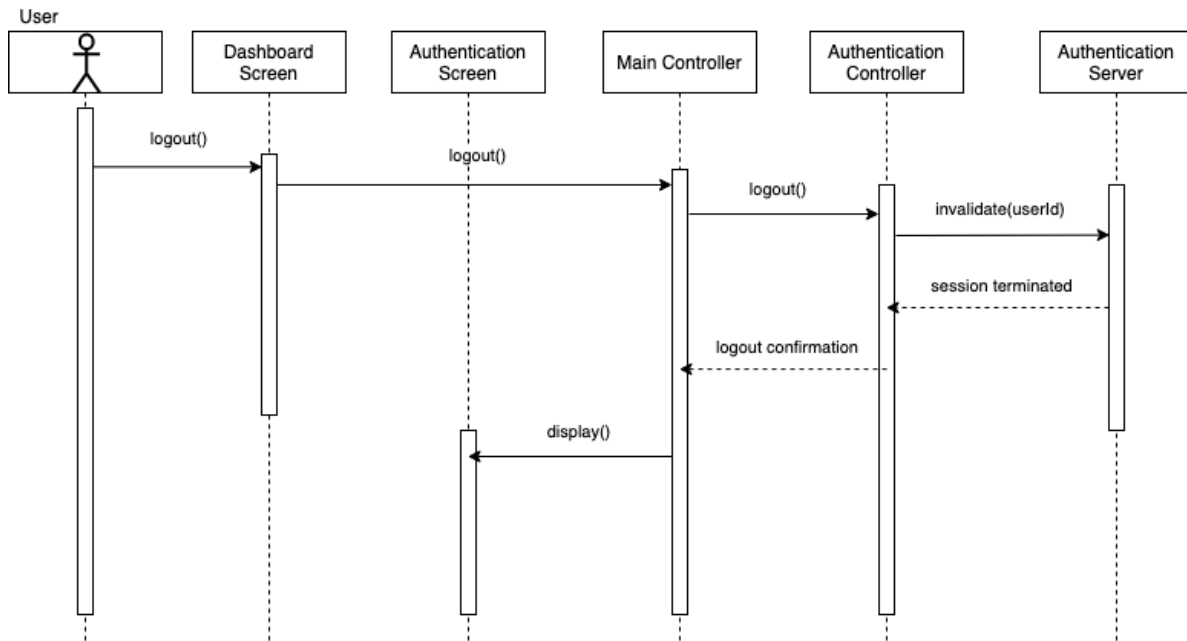 User
Dashboard
Screen
Authentication
Screen
Main Controller
Authentication
Controller
Authentication
Server
logout()
logout()
logout()
invalidate(userId)
session terminated
logout confirmation
display()